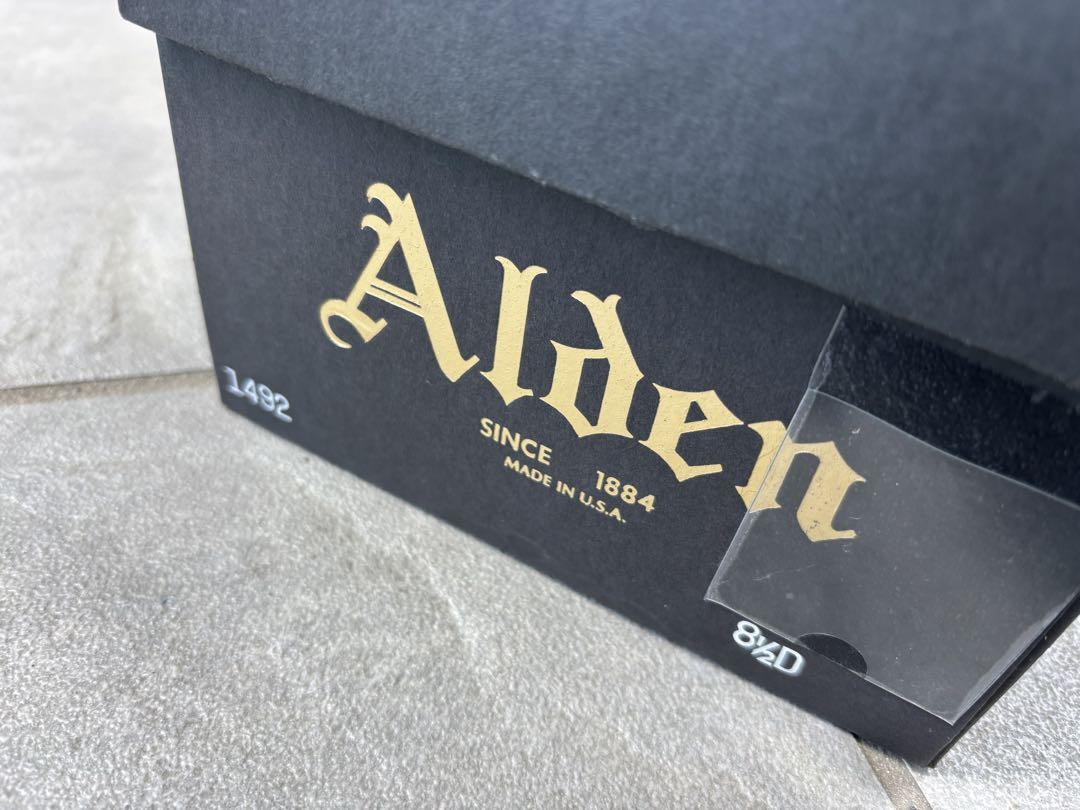 Alden
SINCE 1884
MADE IN U.S.A.
1492
8½D